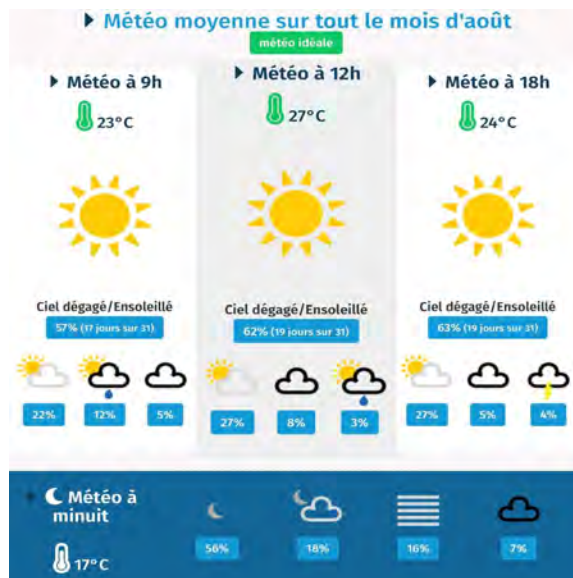 Météo moyenne sur tout le mois d'août
météo idéale
Météo à 9h
23°C
Ciel dégagé/Ensoleillé
57% (17 jours sur 31)
22% 12% 5%
Météo à 12h
27°C
Ciel dégagé/Ensoleillé
62% (19 jours sur 31)
27% 8% 3%
Météo à 18h
24°C
Ciel dégagé/Ensoleillé
63% (19 jours sur 31)
27% 5% 4%
Météo à
minuit
17°C
56% 18% 16% 7%